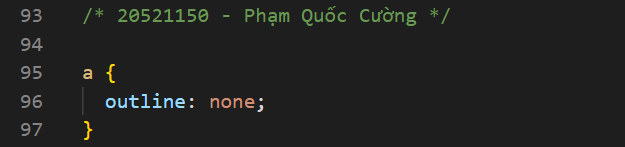 93 /* 20521150 - Phạm Quốc Cường */
94
95 a {
96 outline: none;
97 }